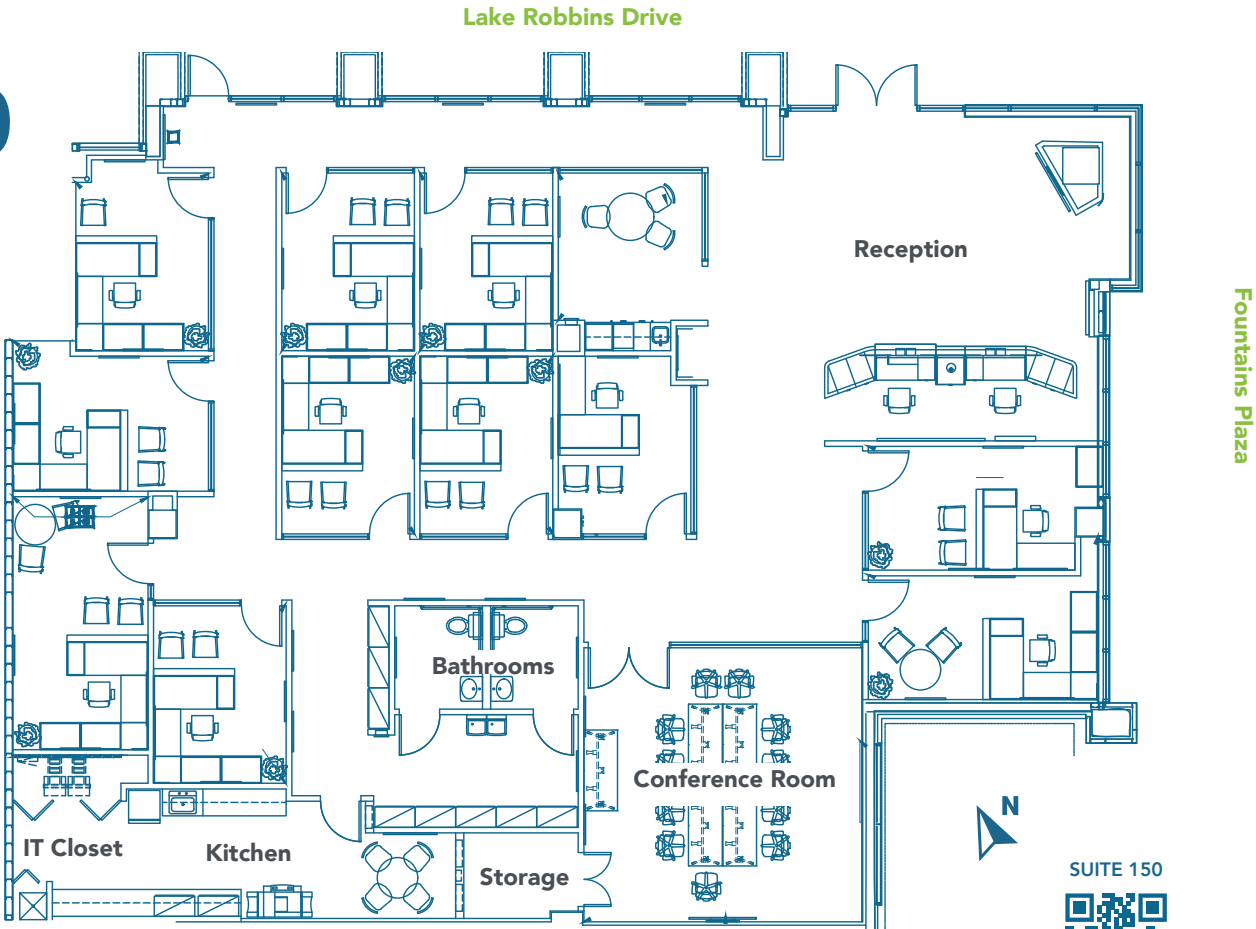 Lake Robbins Drive
Reception
Fountains Plaza
Bathrooms
Conference Room
N
IT Closet
Kitchen
Storage
SUITE 150